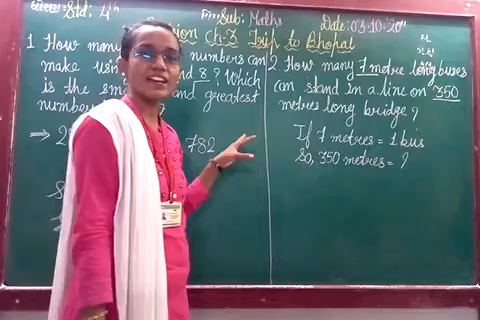 Std: 4th
Sub: Maths
Date: 03-10-20
Ch:3 Trip to Bhopal
1 How many numbers can
make and 8 ? Which
is the and greatest
number
⇒ 2 782
2 How many 7 metre long buses
can stand in a line on 350
metres long bridge ?
If 7 metres = 1 bus
So, 350 metres = ?